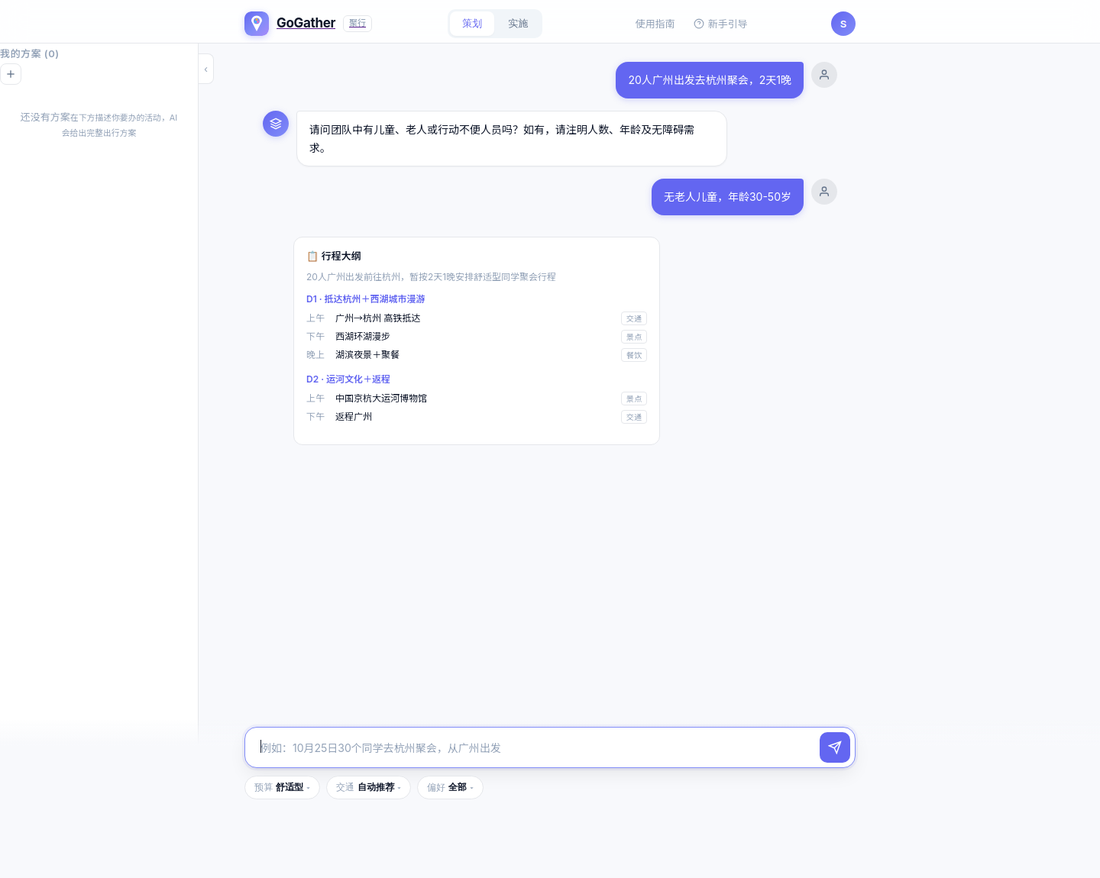 GoGather 聚行
策划 实施
使用指南 新手引导
S
我的方案 (0)
还没有方案在下方描述你要办的活动，AI
会给出完整出行方案
20人广州出发去杭州聚会，2天1晚
请问团队中有儿童、老人或行动不便人员吗？如有，请注明人数、年龄及无障碍需
求。
无老人儿童，年龄30-50岁
📋 行程大纲
20人广州出发前往杭州，暂按2天1晚安排舒适型同学聚会行程
D1 · 抵达杭州＋西湖城市漫游
上午 广州→杭州 高铁抵达 交通
下午 西湖环湖漫步 景点
晚上 湖滨夜景＋聚餐 餐饮
D2 · 运河文化＋返程
上午 中国京杭大运河博物馆 景点
下午 返程广州 交通
例如：10月25日30个同学去杭州聚会，从广州出发
预算 舒适型
交通 自动推荐
偏好 全部